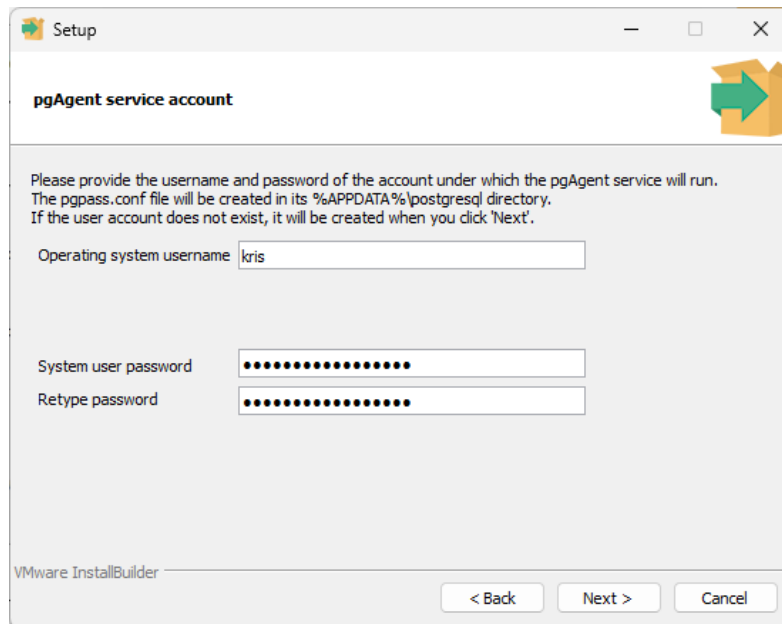 Setup
pgAgent service account
Please provide the username and password of the account under which the pgAgent service will run.
The pgpass.conf file will be created in its %APPDATA%\postgresql directory.
If the user account does not exist, it will be created when you click 'Next'.
Operating system username kris
System user password •••••••••••••••••
Retype password •••••••••••••••••
VMware InstallBuilder
< Back Next > Cancel